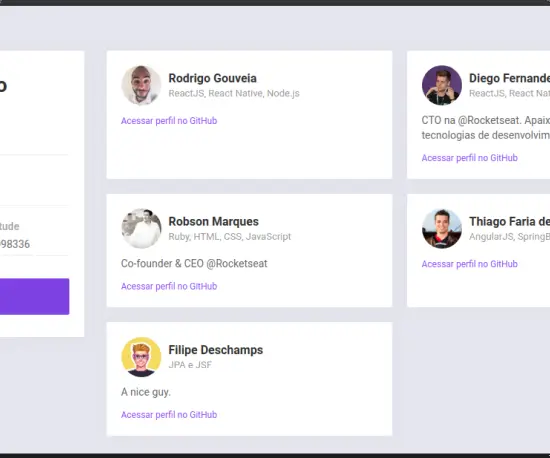 o
Rodrigo Gouveia
ReactJS, React Native, Node.js
Acessar perfil no GitHub
Diego Fernande
ReactJS, React Nat
CTO na @Rocketseat. Apaix
tecnologias de desenvolvim
Acessar perfil no GitHub
tude
098336
Robson Marques
Ruby, HTML, CSS, JavaScript
Co-founder & CEO @Rocketseat
Acessar perfil no GitHub
Thiago Faria de
AngularJS, SpringB
Acessar perfil no GitHub
Filipe Deschamps
JPA e JSF
A nice guy.
Acessar perfil no GitHub